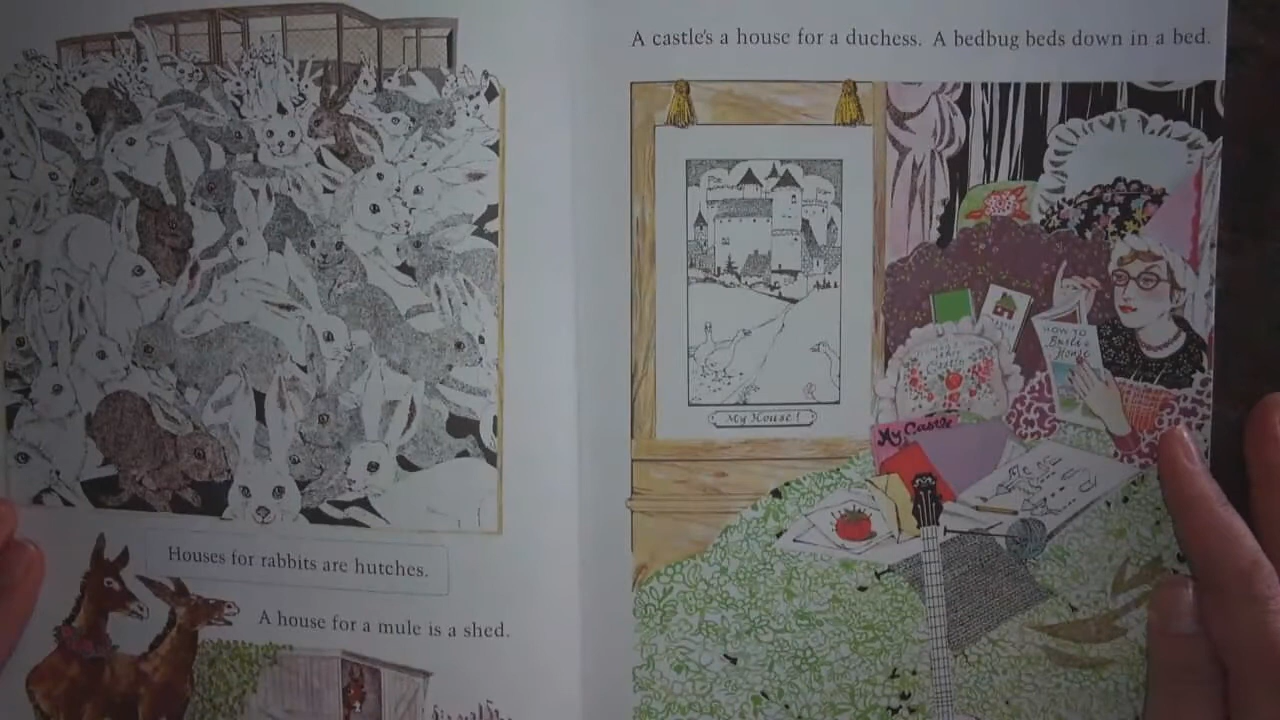 Houses for rabbits are hutches.
A house for a mule is a shed.
A castle's a house for a duchess. A bedbug beds down in a bed.
My House!
HOW TO
Build a
House
My Castle